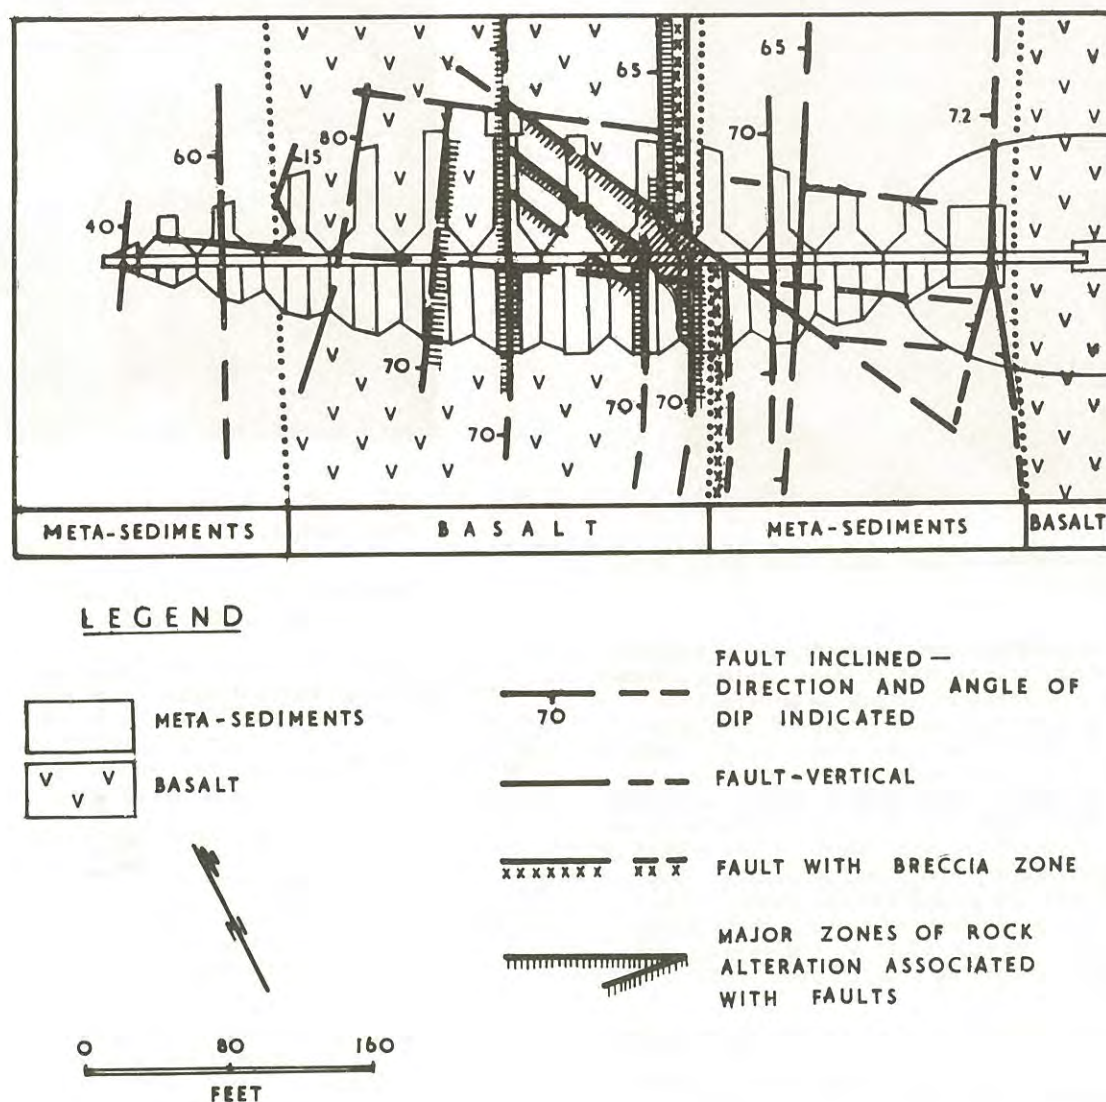 65
65
72
80
70
60
15
40
70
70
70
70
META-SEDIMENTS
BASALT
META-SEDIMENTS
BASALT
LEGEND
META-SEDIMENTS
BASALT
70
FAULT INCLINED —
DIRECTION AND ANGLE OF
DIP INDICATED
FAULT-VERTICAL
FAULT WITH BRECCIA ZONE
MAJOR ZONES OF ROCK
ALTERATION ASSOCIATED
WITH FAULTS
0 80 160
FEET